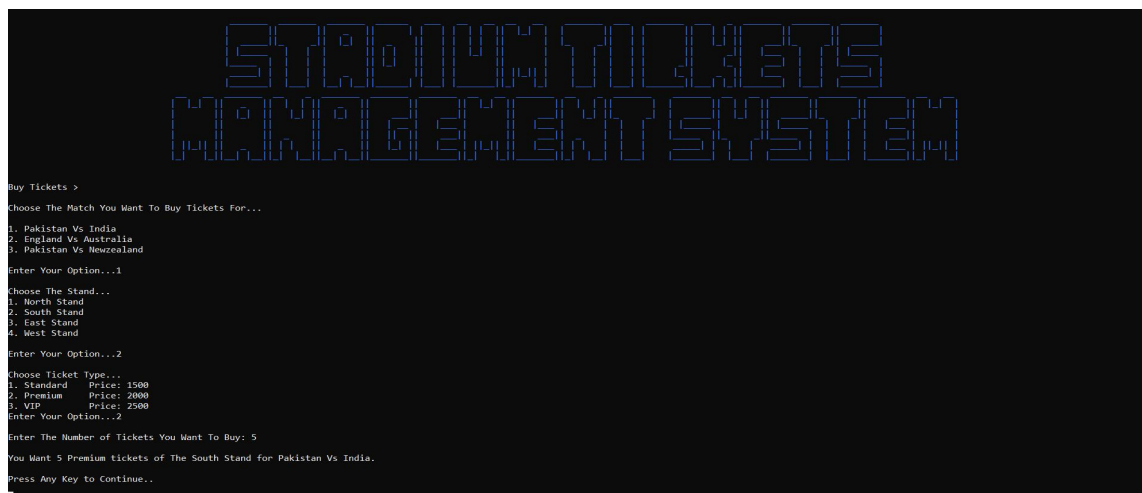 STADIUM TICKETS
MANAGEMENT SYSTEM
Buy Tickets >
Choose The Match You Want To Buy Tickets For...
1. Pakistan Vs India
2. England Vs Australia
3. Pakistan Vs Newzealand
Enter Your Option...1
Choose The Stand...
1. North Stand
2. South Stand
3. East Stand
4. West Stand
Enter Your Option...2
Choose Ticket Type...
1. Standard    Price: 1500
2. Premium     Price: 2000
3. VIP         Price: 2500
Enter Your Option...2
Enter The Number of Tickets You Want To Buy: 5
You Want 5 Premium tickets of The South Stand for Pakistan Vs India.
Press Any Key to Continue..